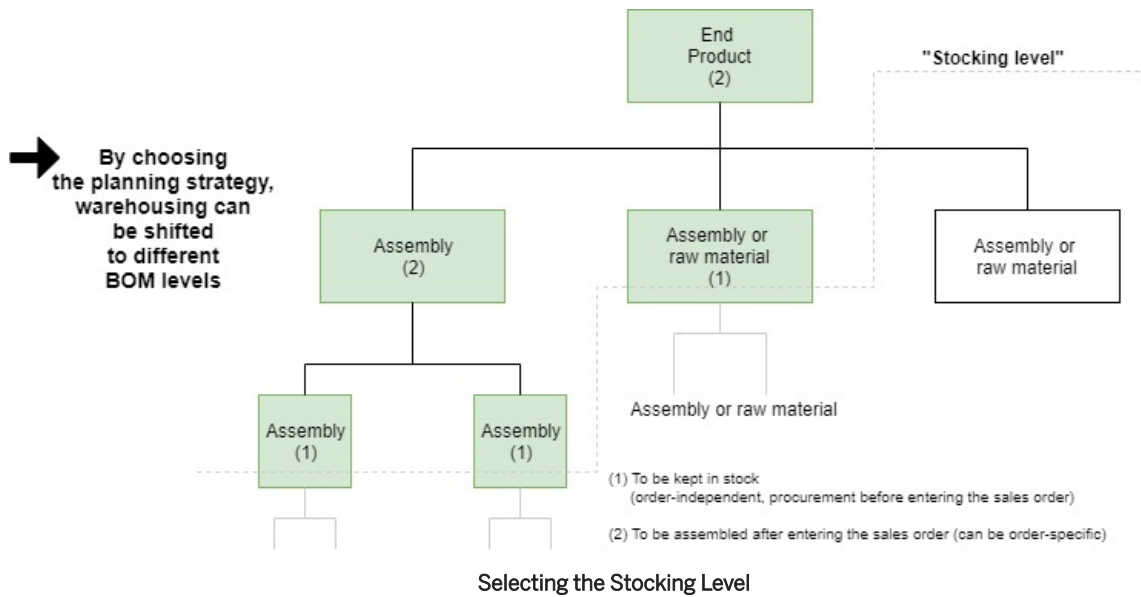 End
Product
(2)
"Stocking level"
By choosing
the planning strategy,
warehousing can
be shifted
to different
BOM levels
Assembly
(2)
Assembly or
raw material
(1)
Assembly or
raw material
Assembly
(1)
Assembly
(1)
Assembly or raw material
(1) To be kept in stock
(order-independent, procurement before entering the sales order)
(2) To be assembled after entering the sales order (can be order-specific)
Selecting the Stocking Level